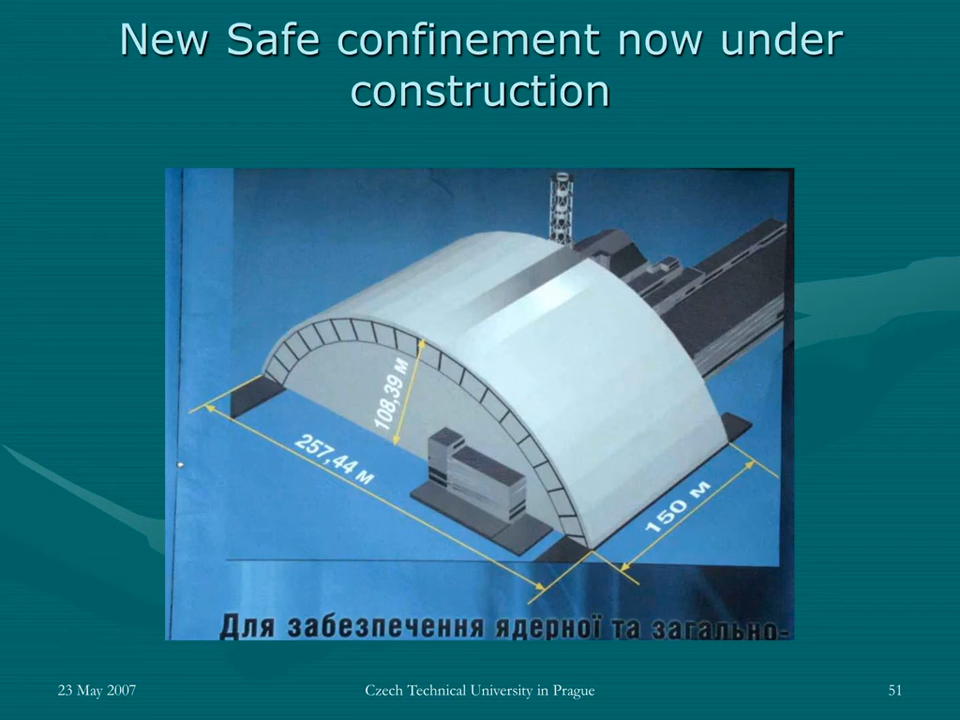 New Safe confinement now under
construction
108,39 м
257,44 м
150 м
Для забезпечення ядерної та загально-
23 May 2007
Czech Technical University in Prague
51